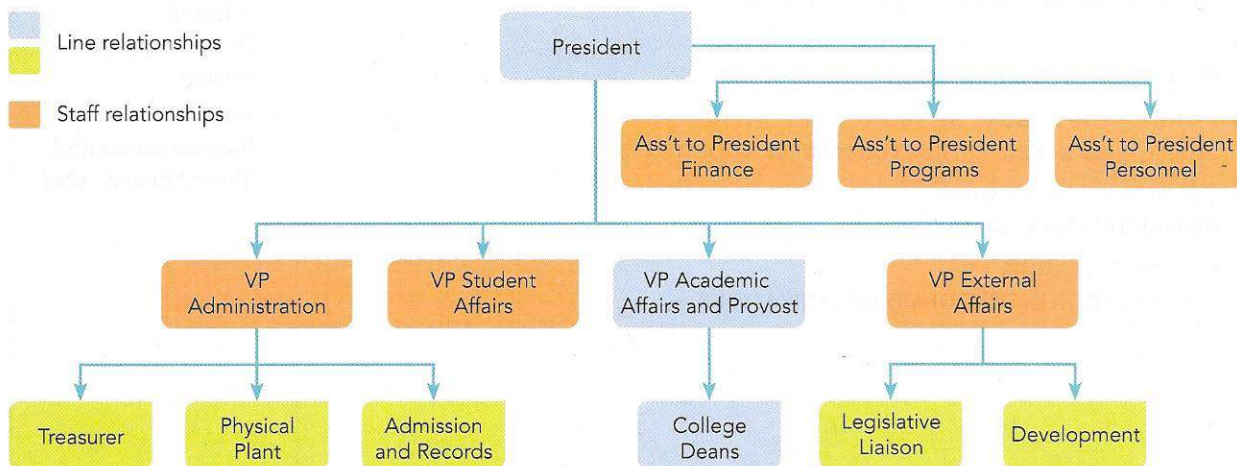 Line relationships
Staff relationships
President
Ass't to President
Finance
Ass't to President
Programs
Ass't to President
Personnel
VP
Administration
VP Student
Affairs
VP Academic
Affairs and Provost
VP External
Affairs
Treasurer
Physical
Plant
Admission
and Records
College
Deans
Legislative
Liaison
Development